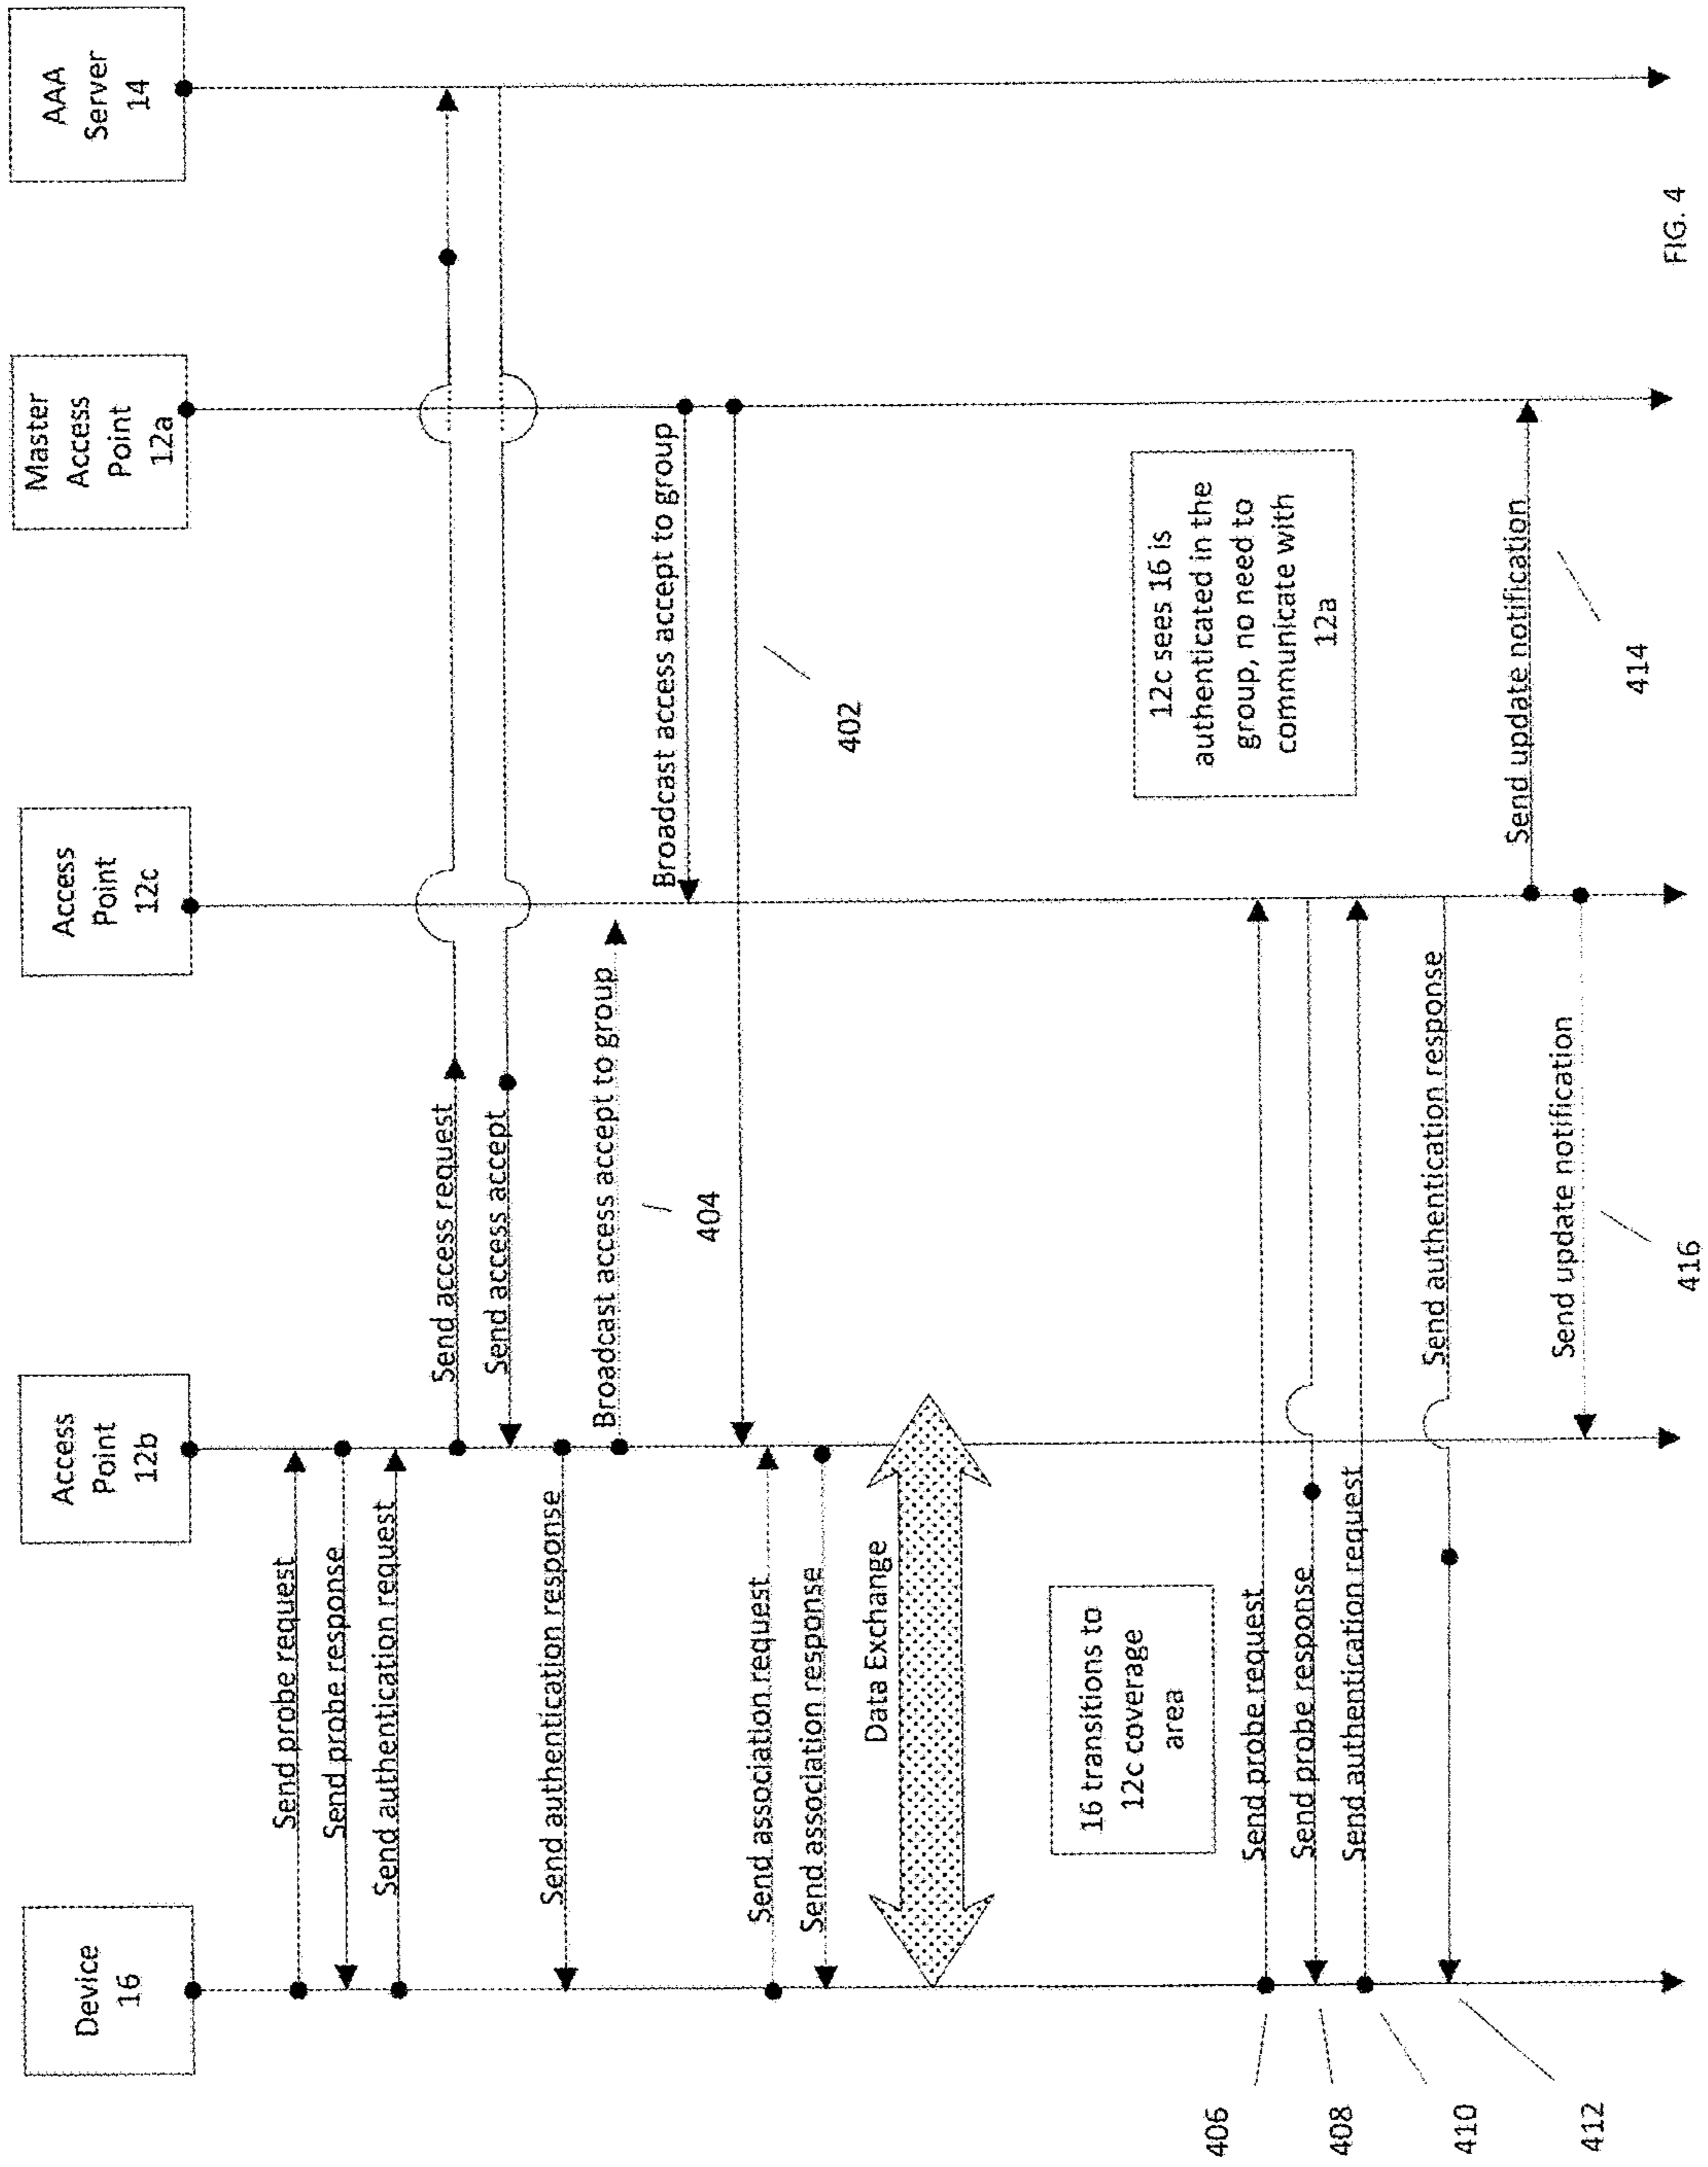 Device
16
Access
Point
12b
Access
Point
12c
Master
Access
Point
12a
AAA
Server
14
Send probe request
Send probe response
Send authentication request
Send access request
Send access accept
Send authentication response
Broadcast access accept to group
404
Broadcast access accept to group
402
Send association request
Send association response
Data Exchange
16 transitions to
12c coverage
area
12c sees 16 is
authenticated in the
group, no need to
communicate with
12a
406
Send probe request
408
Send probe response
410
Send authentication request
412
Send authentication response
Send update notification
414
Send update notification
416
FIG. 4